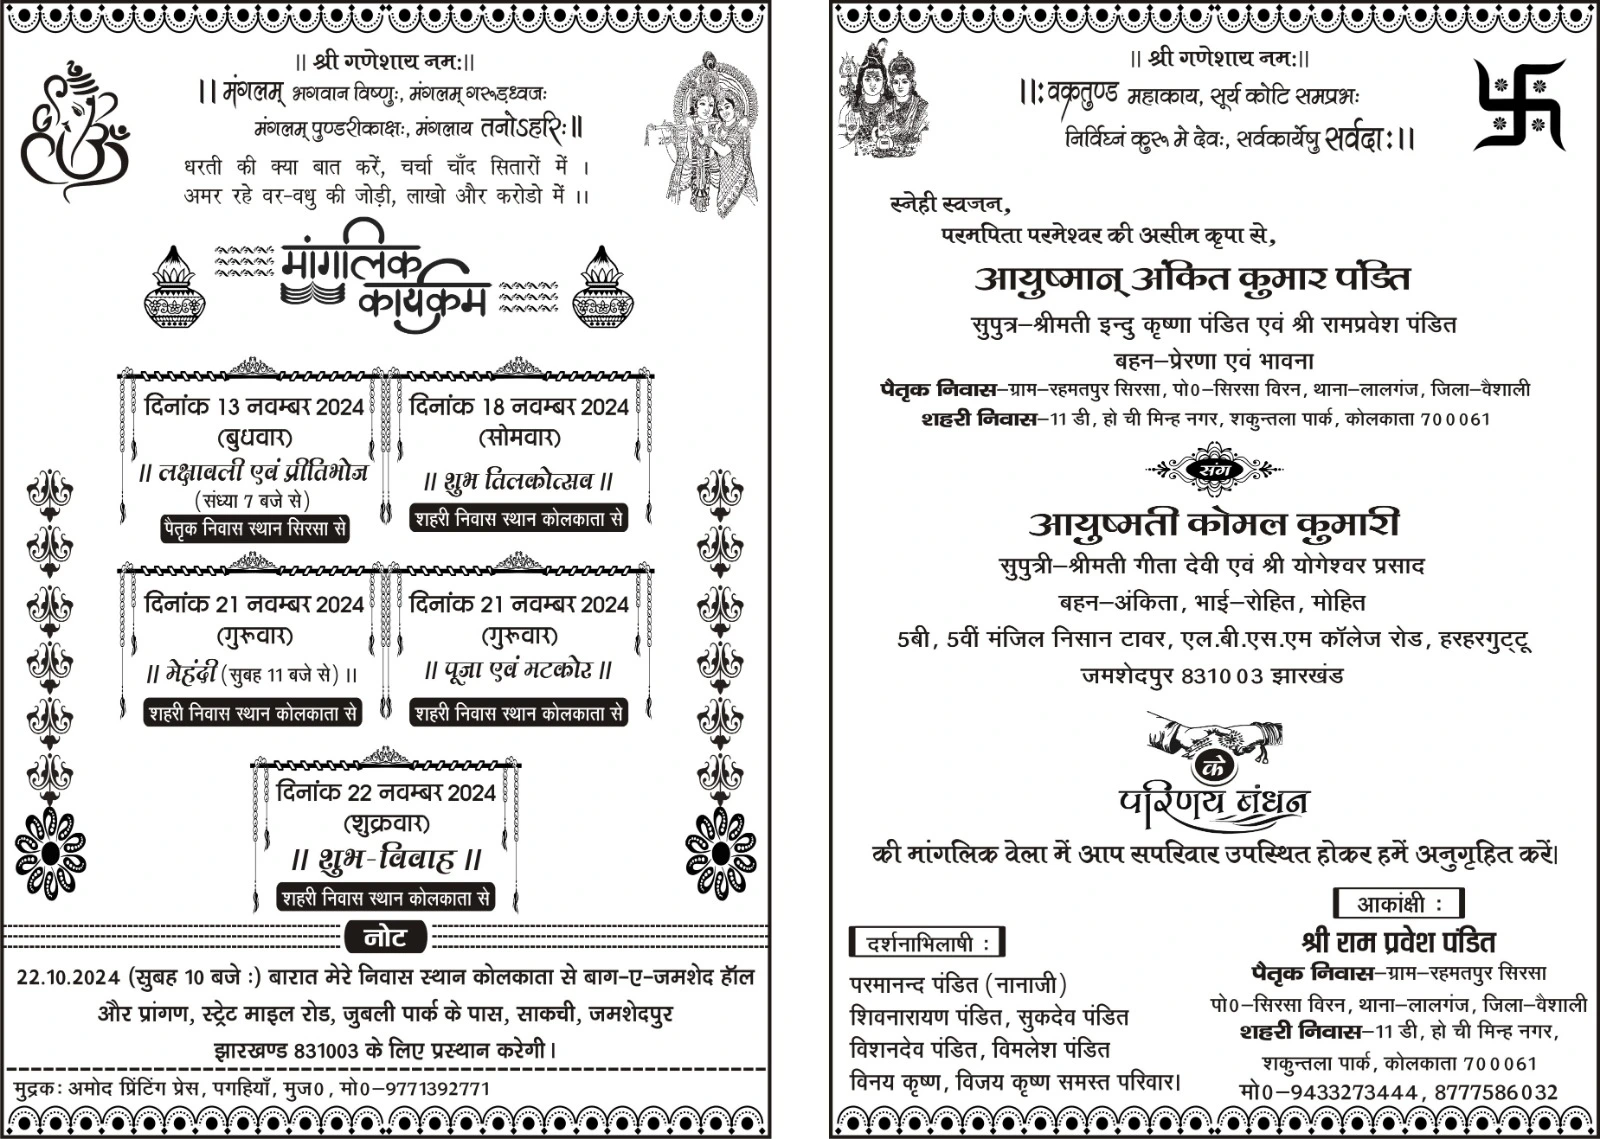 || श्री गणेशाय नम:||
|| मंगलम् भगवान विष्णुः, मंगलम् गरूड़ध्वजः
मंगलम् पुण्डरीकाक्षः, मंगलाय तनोऽहरिः॥
धरती की क्या बात करें, चर्चा चाँद सितारों में ।
अमर रहे वर-वधु की जोड़ी, लाखो और करोडो में ।।
मांगलिक
कार्यक्रम
दिनांक 13 नवम्बर 2024
(बुधवार)
|| लक्षावली एवं प्रीतिभोज
(संध्या 7 बजे से)
पैतृक निवास स्थान सिरसा से
दिनांक 18 नवम्बर 2024
(सोमवार)
|| शुभ तिलकोत्सव ||
शहरी निवास स्थान कोलकाता से
दिनांक 21 नवम्बर 2024
(गुरूवार)
|| मेहंदी (सुबह 11 बजे से) ||
शहरी निवास स्थान कोलकाता से
दिनांक 21 नवम्बर 2024
(गुरूवार)
|| पूजा एवं मटकोर ||
शहरी निवास स्थान कोलकाता से
दिनांक 22 नवम्बर 2024
(शुक्रवार)
|| शुभ-विवाह ||
शहरी निवास स्थान कोलकाता से
नोट
22.10.2024 (सुबह 10 बजे :) बारात मेरे निवास स्थान कोलकाता से बाग-ए-जमशेद हॅाल
और प्रांगण, स्ट्रेट माइल रोड, जुबली पार्क के पास, साकची, जमशेदपुर
झारखण्ड 831003 के लिए प्रस्थान करेगी।
मुद्रकः अमोद प्रिंटिंग प्रेस, पगहियाँ, मुज0, मो0-9771392771
|| श्री गणेशाय नम:||
||ः वक्रतुण्ड महाकाय, सूर्य कोटि समप्रभः
निर्विघ्नं कुरू मे देवः, सर्वकार्येषु सर्वदाः||
स्नेही स्वजन,
परमपिता परमेश्वर की असीम कृपा से,
आयुष्मान् अंकित कुमार पंडित
सुपुत्र-श्रीमती इन्दु कृष्णा पंडित एवं श्री रामप्रवेश पंडित
बहन-प्रेरणा एवं भावना
पैतृक निवास-ग्राम-रहमतपुर सिरसा, पो0-सिरसा विरन, थाना-लालगंज, जिला-वैशाली
शहरी निवास-11 डी, हो ची मिन्ह नगर, शकुन्तला पार्क, कोलकाता 700061
संग
आयुष्मती कोमल कुमारी
सुपुत्री-श्रीमती गीता देवी एवं श्री योगेश्वर प्रसाद
बहन-अंकिता, भाई-रोहित, मोहित
5बी, 5वीं मंजिल निसान टावर, एल.बी.एस.एम कॉलेज रोड, हरहरगुट्टू
जमशेदपुर 831003 झारखंड
के
परिणय बंधन
की मांगलिक वेला में आप सपरिवार उपस्थित होकर हमें अनुगृहित करें|
दर्शनाभिलाषी :
परमानन्द पंडित (नानाजी)
शिवनारायण पंडित, सुकदेव पंडित
विशनदेव पंडित, विमलेश पंडित
विनय कृष्ण, विजय कृष्ण समस्त परिवार।
आकांक्षी :
श्री राम प्रवेश पंडित
पैतृक निवास-ग्राम-रहमतपुर सिरसा
पो0-सिरसा विरन, थाना-लालगंज, जिला-वैशाली
शहरी निवास-11 डी, हो ची मिन्ह नगर,
शकुन्तला पार्क, कोलकाता 700061
मो0-9433273444, 8777586032